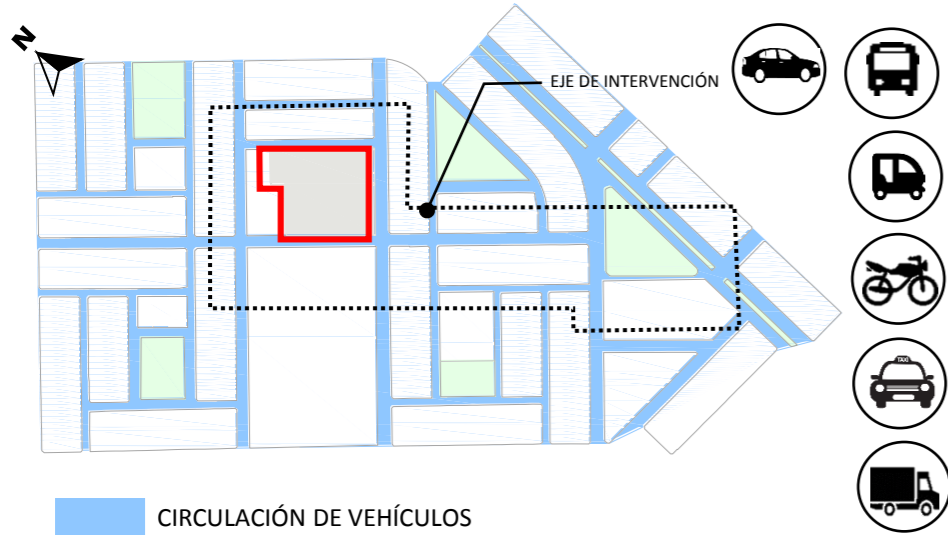 N
EJE DE INTERVENCIÓN
TAXI
CIRCULACIÓN DE VEHÍCULOS